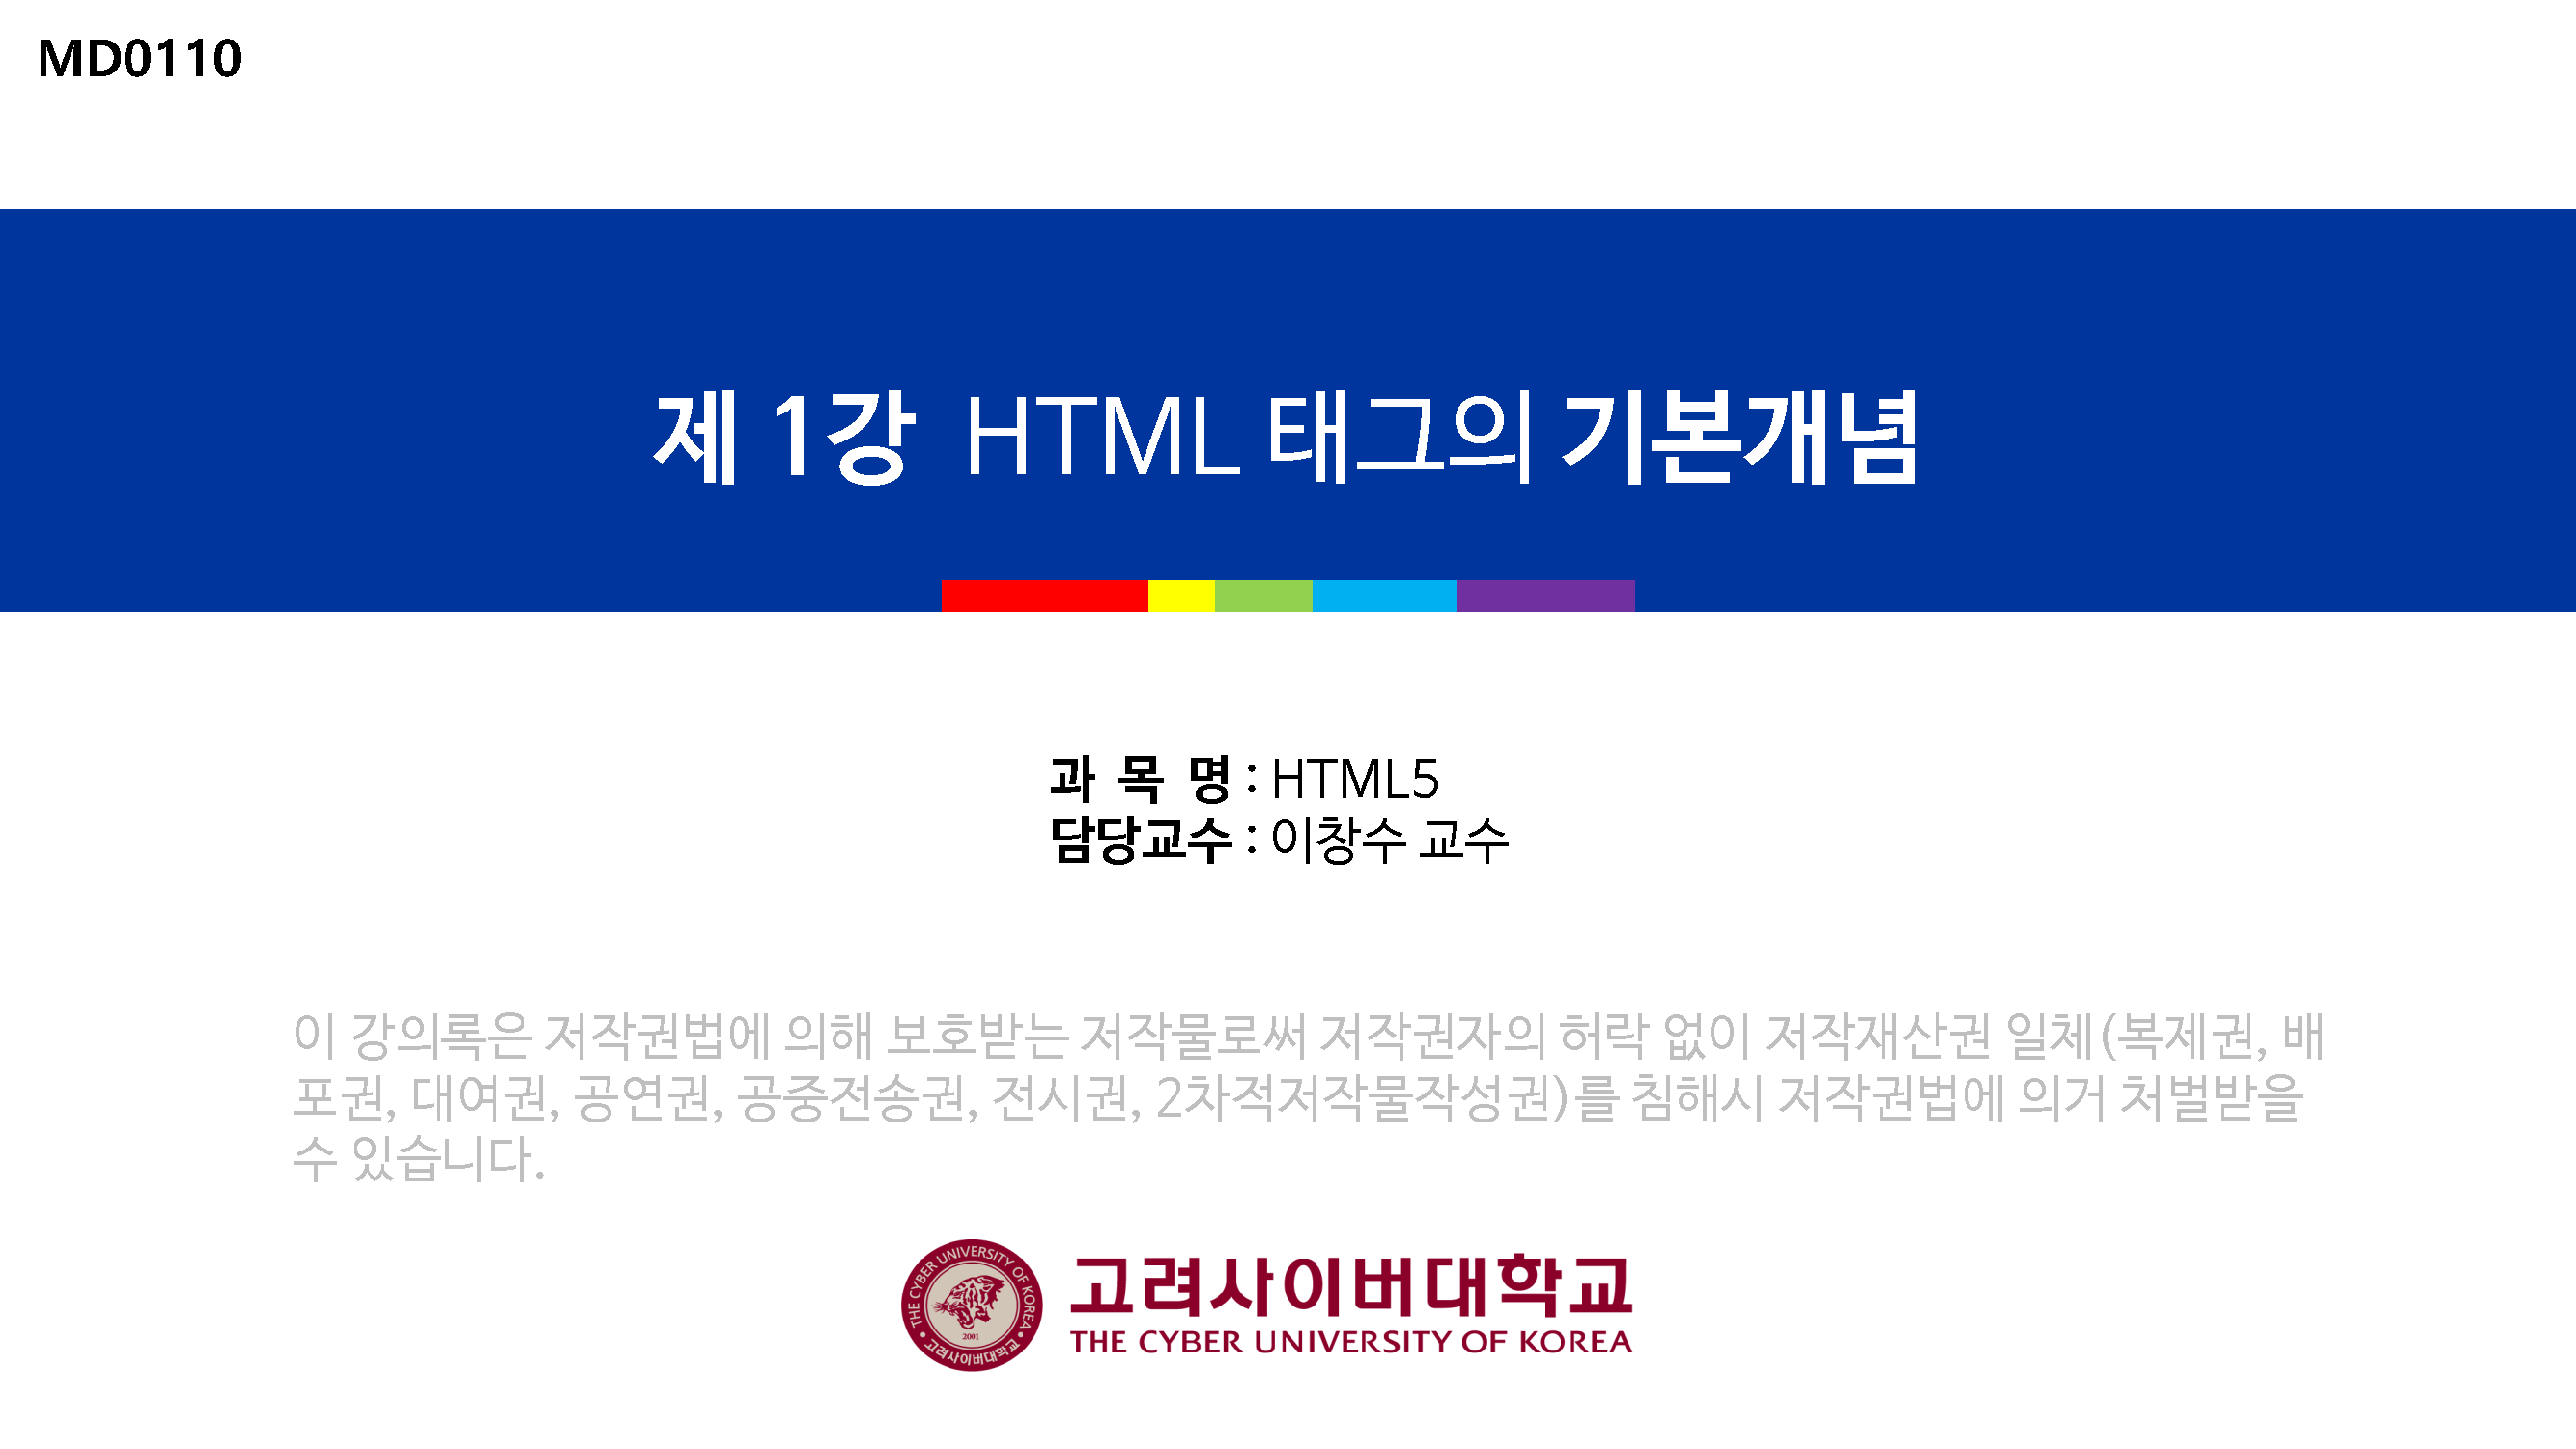 MD0110
제 1강 HTML 태그의 기본개념
과 목 명 : HTML5
담당교수 : 이창수 교수
이 강의록은 저작권법에 의해 보호받는 저작물로써 저작권자의 허락 없이 저작재산권 일체(복제권, 배
포권, 대여권, 공연권, 공중전송권, 전시권, 2차적저작물작성권)를 침해시 저작권법에 의거 처벌받을
수 있습니다.
THE CYBER UNIVERSITY OF KOREA
2001
고려사이버대학교
고려사이버대학교
THE CYBER UNIVERSITY OF KOREA